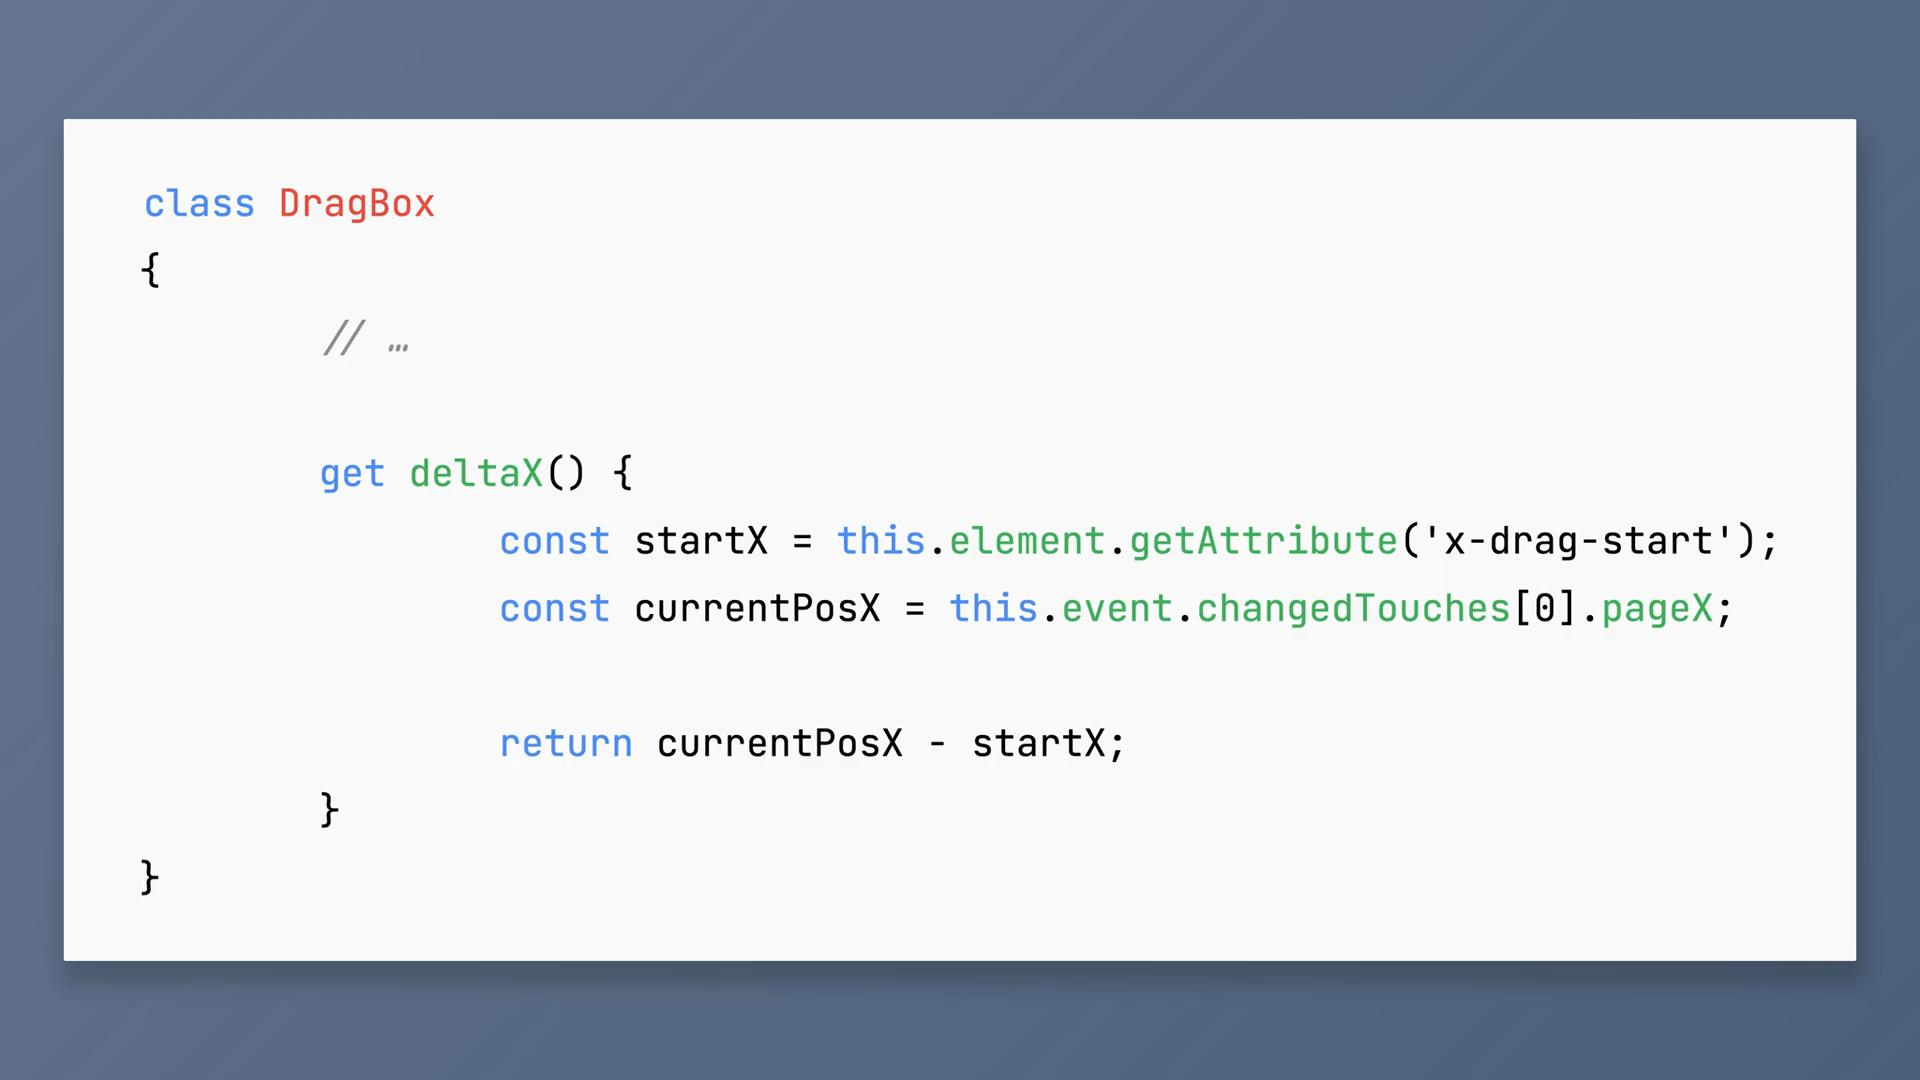 class DragBox
{
// …
get deltaX() {
const startX = this.element.getAttribute('x-drag-start');
const currentPosX = this.event.changedTouches[0].pageX;
return currentPosX - startX;
}
}